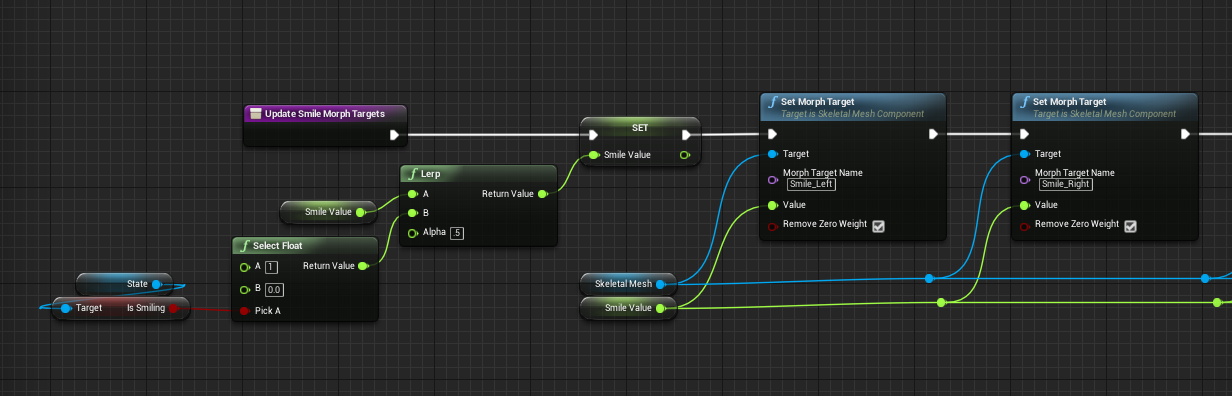 Update Smile Morph Targets
SET
Smile Value
Set Morph Target
Target is Skeletal Mesh Component
Target
Morph Target Name
Smile_Left
Value
Remove Zero Weight
Set Morph Target
Target is Skeletal Mesh Component
Target
Morph Target Name
Smile_Right
Value
Remove Zero Weight
Lerp
A
Return Value
B
Alpha .5
Smile Value
Select Float
A 1
Return Value
B 0.0
Pick A
State
Target
Is Smiling
Skeletal Mesh
Smile Value